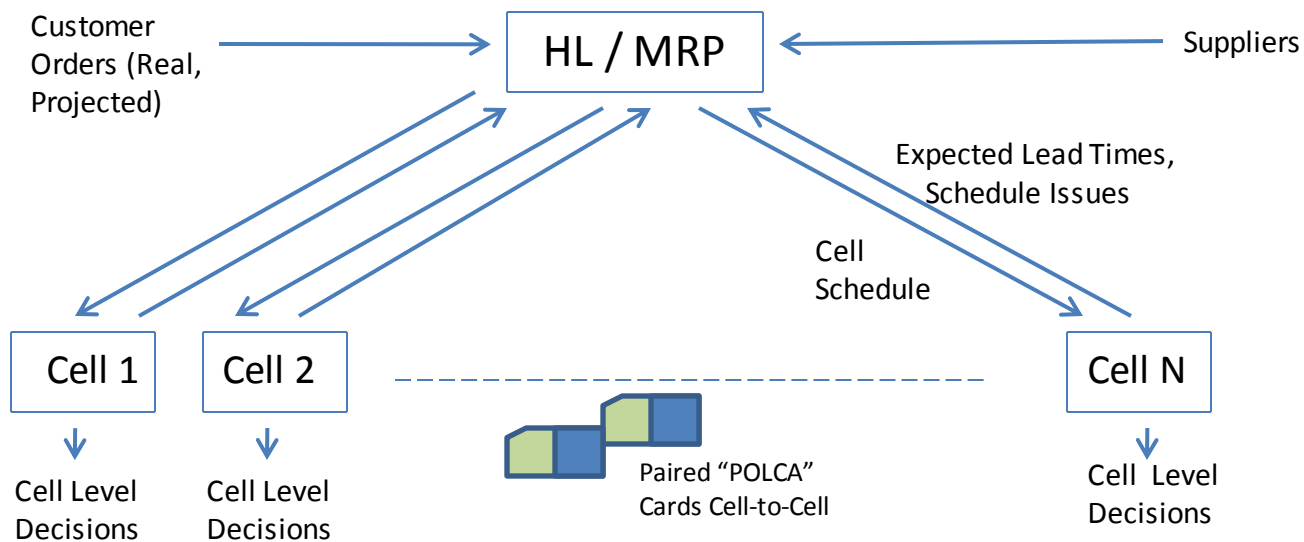 Customer
Orders (Real,
Projected)
HL / MRP
Suppliers
Expected Lead Times,
Schedule Issues
Cell
Schedule
Cell 1
Cell 2
Cell N
Paired “POLCA”
Cards Cell-to-Cell
Cell Level
Decisions
Cell Level
Decisions
Cell Level
Decisions